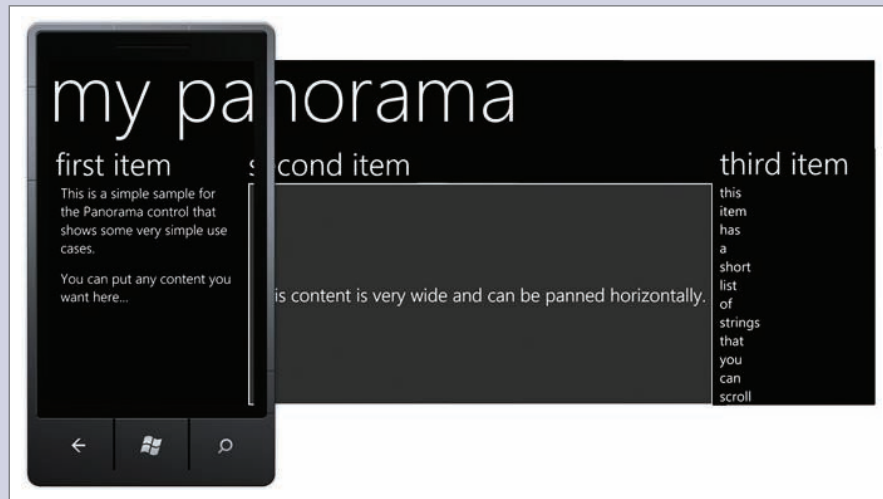 my panorama
first item
This is a simple sample for
the Panorama control that
shows some very simple use
cases.
You can put any content you
want here...
second item
is content is very wide and can be panned horizontally.
third item
this
item
has
a
short
list
of
strings
that
you
can
scroll